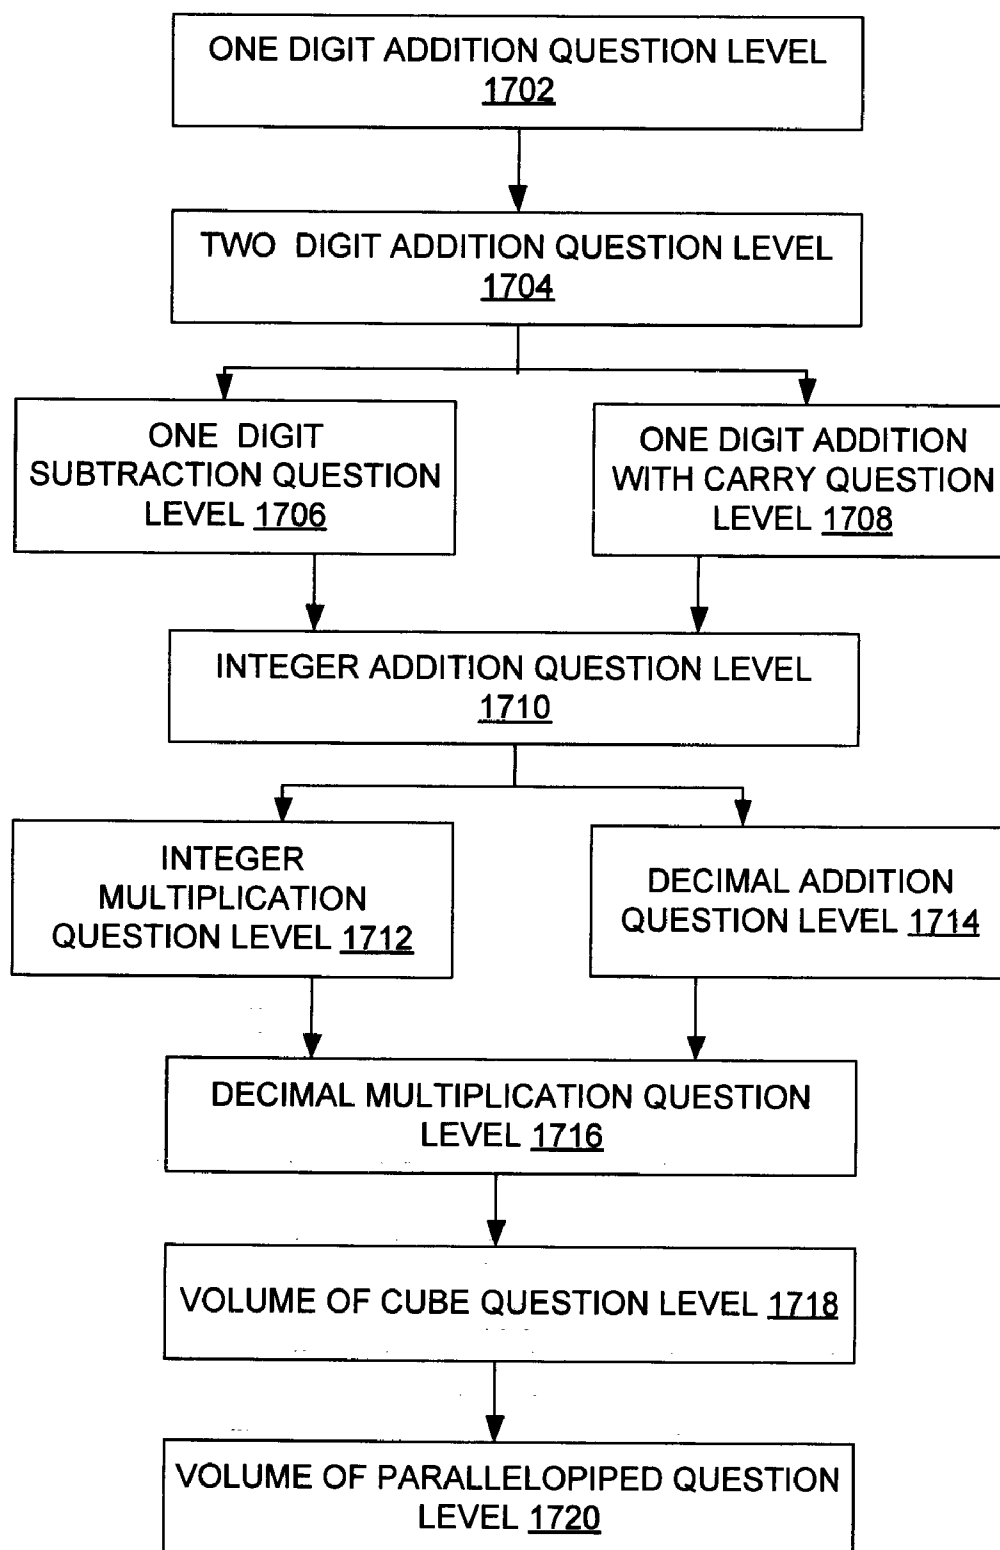 ONE DIGIT ADDITION QUESTION LEVEL
1702
TWO DIGIT ADDITION QUESTION LEVEL
1704
ONE DIGIT
SUBTRACTION QUESTION
LEVEL 1706
ONE DIGIT ADDITION
WITH CARRY QUESTION
LEVEL 1708
INTEGER ADDITION QUESTION LEVEL
1710
INTEGER
MULTIPLICATION
QUESTION LEVEL 1712
DECIMAL ADDITION
QUESTION LEVEL 1714
DECIMAL MULTIPLICATION QUESTION
LEVEL 1716
VOLUME OF CUBE QUESTION LEVEL 1718
VOLUME OF PARALLELOPIPED QUESTION
LEVEL 1720